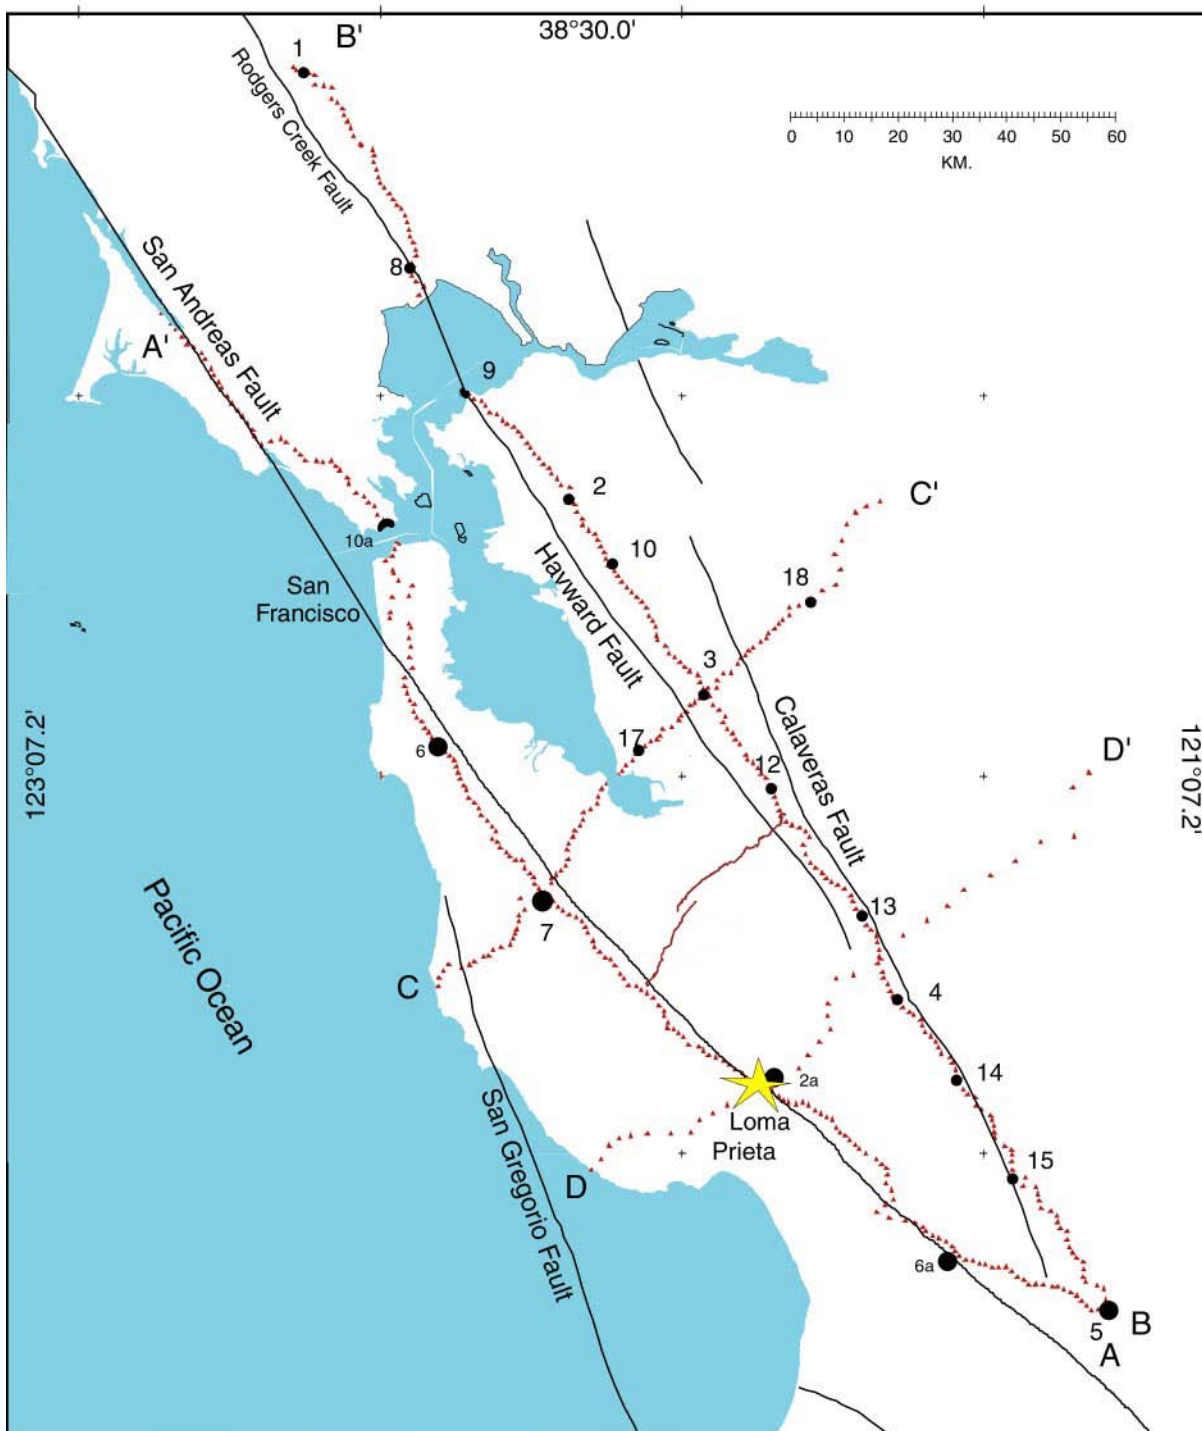 38°30.0'
B'
1
Rodgers Creek Fault
0 10 20 30 40 50 60
KM.
San Andreas Fault
8
A'
9
2
C'
10a
10
Hayward Fault
18
San
Francisco
3
Calaveras Fault
123°07.2'
121°07.2'
6
17
D'
12
Pacific Ocean
7
13
C
4
2a
14
San Gregorio Fault
Loma
Prieta
15
D
6a
5
B
A